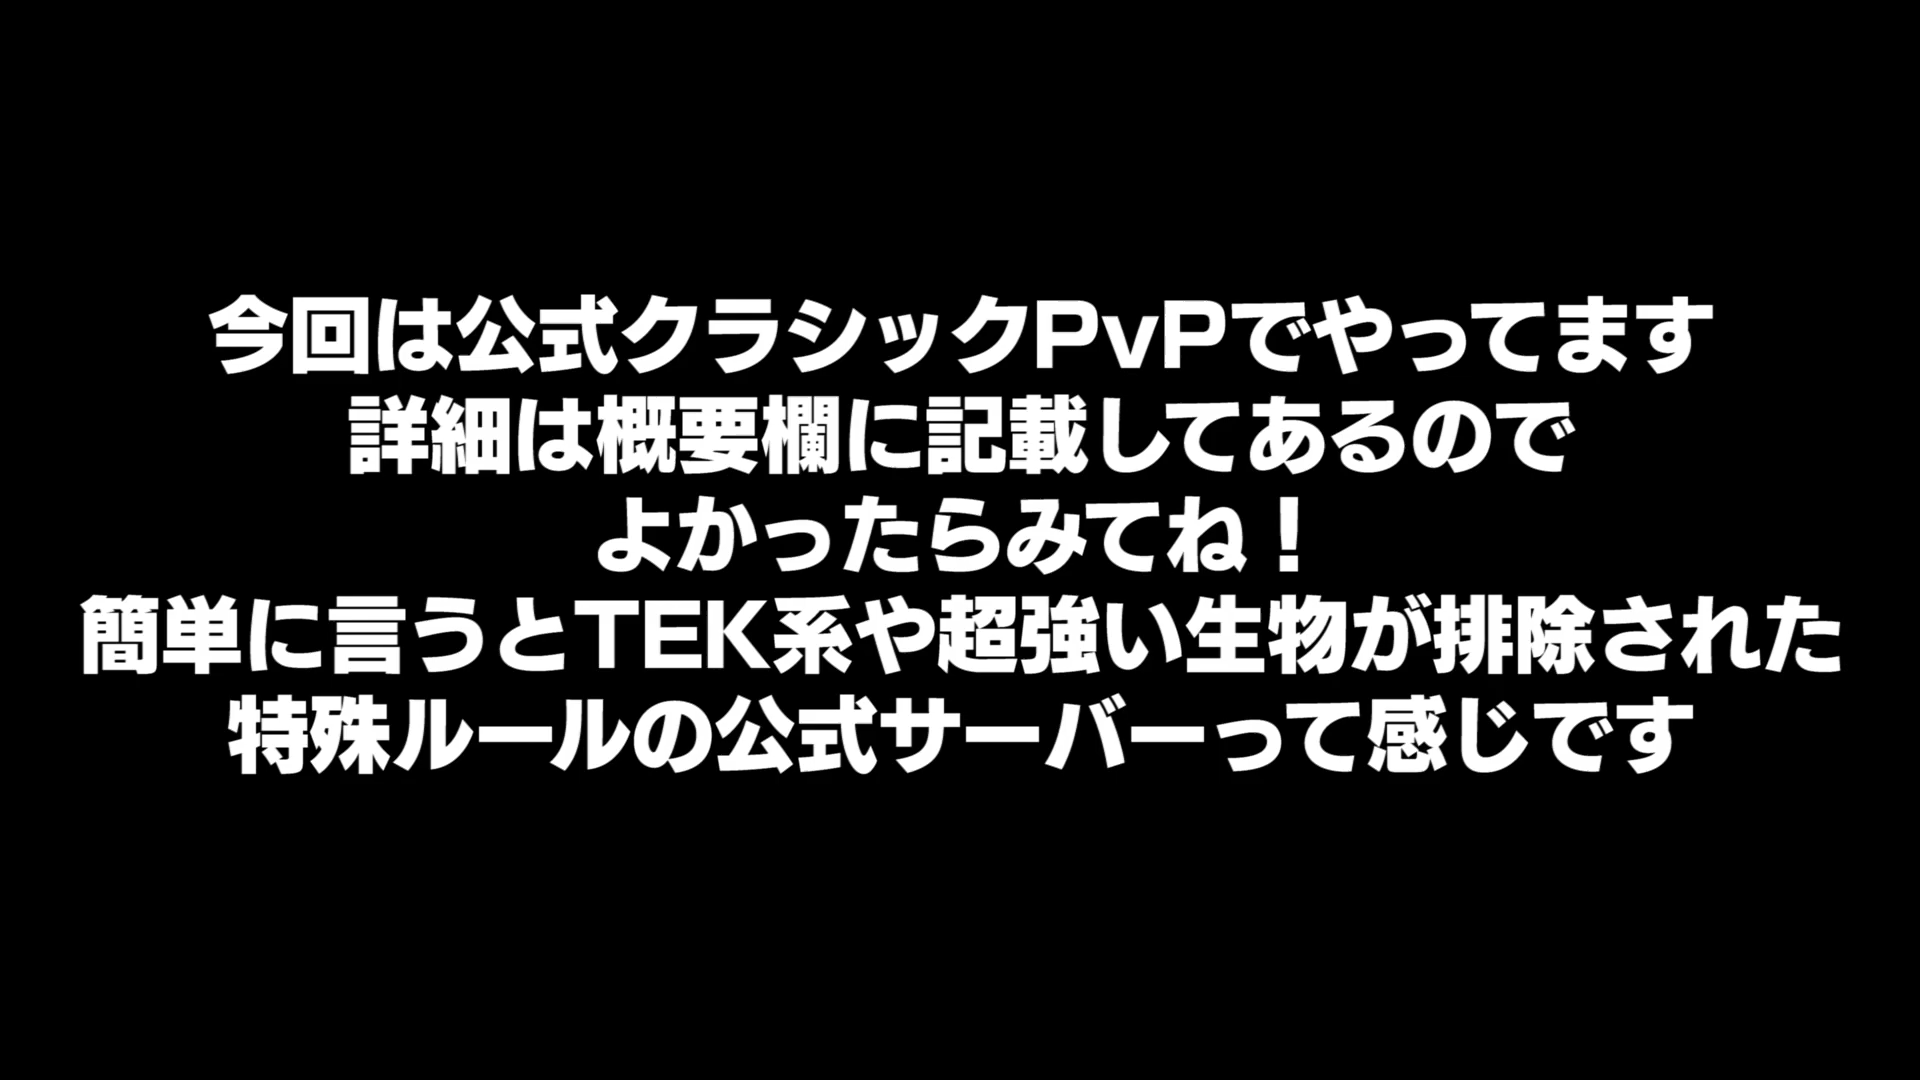 今回は公式クラシックPvPでやってます
詳細は概要欄に記載してあるので
よかったらみてね！
簡単に言うとTEK系や超強い生物が排除された
特殊ルールの公式サーバーって感じです